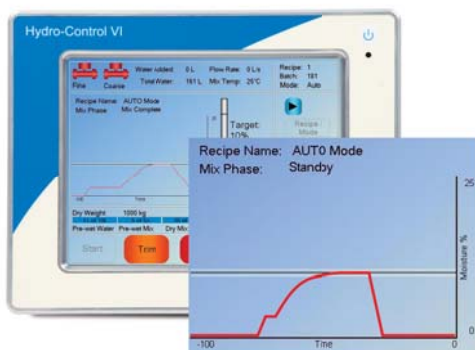 Hydro-Control VI
Water Added: 0 L Flow Rate: 0 L/s Recipe: 1
Fine Coarse Total Water: 161 L Mix Temp: 25°C Batch: 181
Mode: Auto
Recipe Name: AUTO Mode
Mix Phase: Mix Complete
Target:
10%
Recipe
Mode
Dry Weight 1000 kg
Pre-wet Water Pre-wet Mix Dry Mix
Start Trim
Recipe Name: AUTO Mode
Mix Phase: Standby
25
Moisture %
0
-100 Time 0